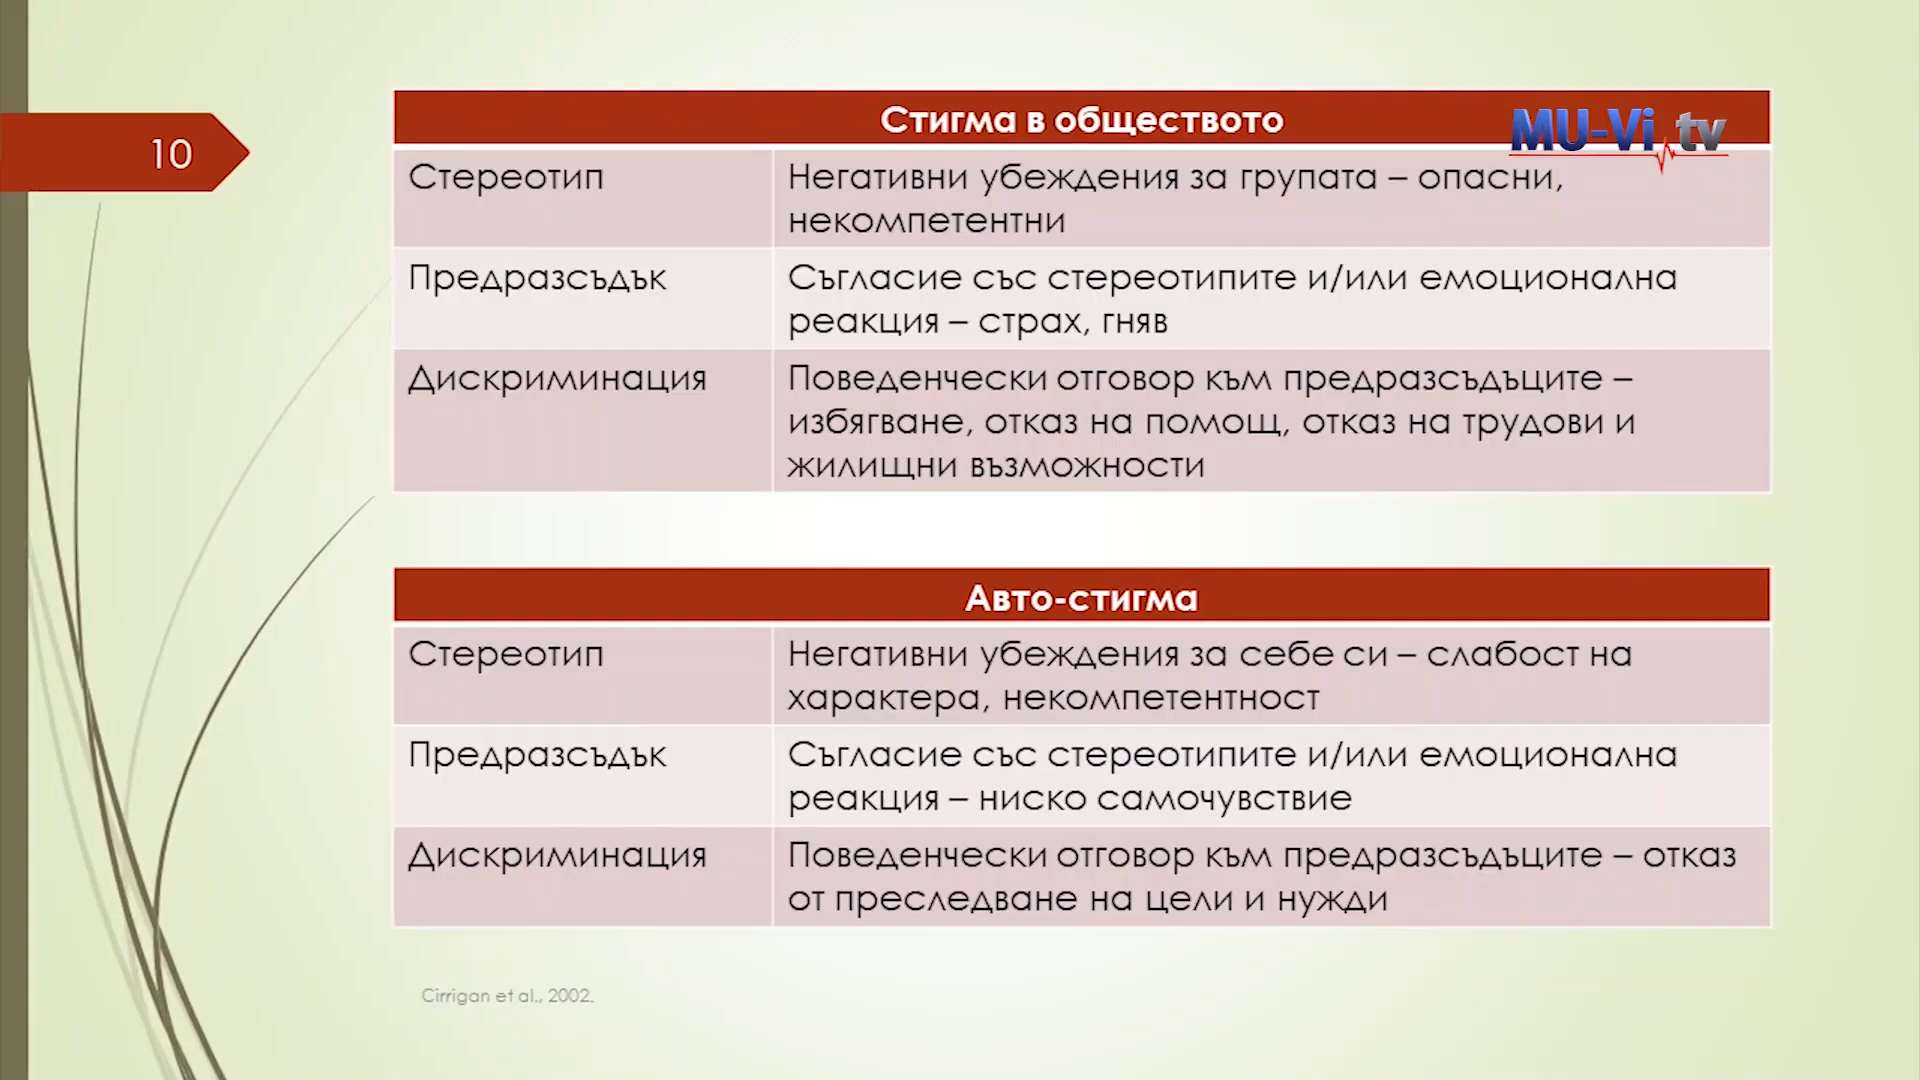 10
Стигма в обществото
MU-Vi.tv
Стереотип
Негативни убеждения за групата – опасни,
некомпетентни
Предразсъдък
Съгласие със стереотипите и/или емоционална
реакция – страх, гняв
Дискриминация
Поведенчески отговор към предразсъдъците –
избягване, отказ на помощ, отказ на трудови и
жилищни възможности
Авто-стигма
Стереотип
Негативни убеждения за себе си – слабост на
характера, некомпетентност
Предразсъдък
Съгласие със стереотипите и/или емоционална
реакция – ниско самочувствие
Дискриминация
Поведенчески отговор към предразсъдъците – отказ
от преследване на цели и нужди
Cirrigan et al., 2002.